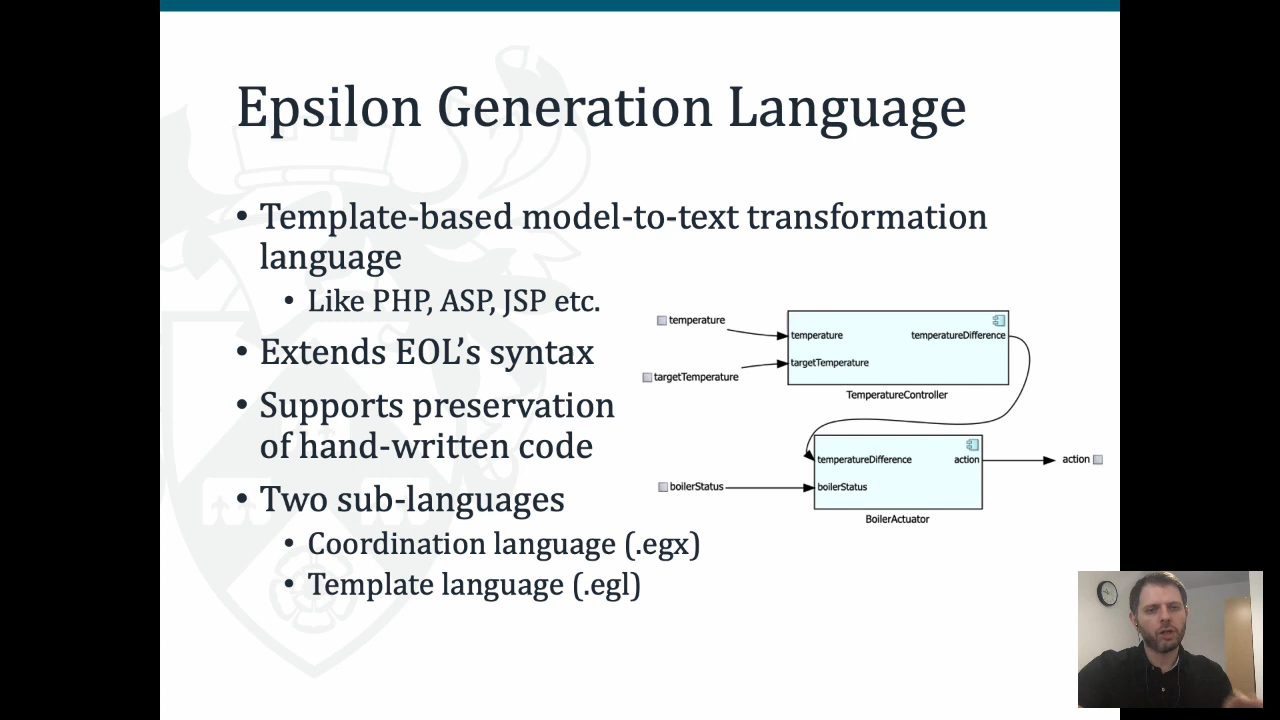 Epsilon Generation Language
• Template-based model-to-text transformation
language
• Like PHP, ASP, JSP etc.
• Extends EOL’s syntax
• Supports preservation
of hand-written code
• Two sub-languages
• Coordination language (.egx)
• Template language (.egl)
temperature
targetTemperature
temperature
temperatureDifference
targetTemperature
TemperatureController
temperatureDifference
action
action
boilerStatus
boilerStatus
BoilerActuator